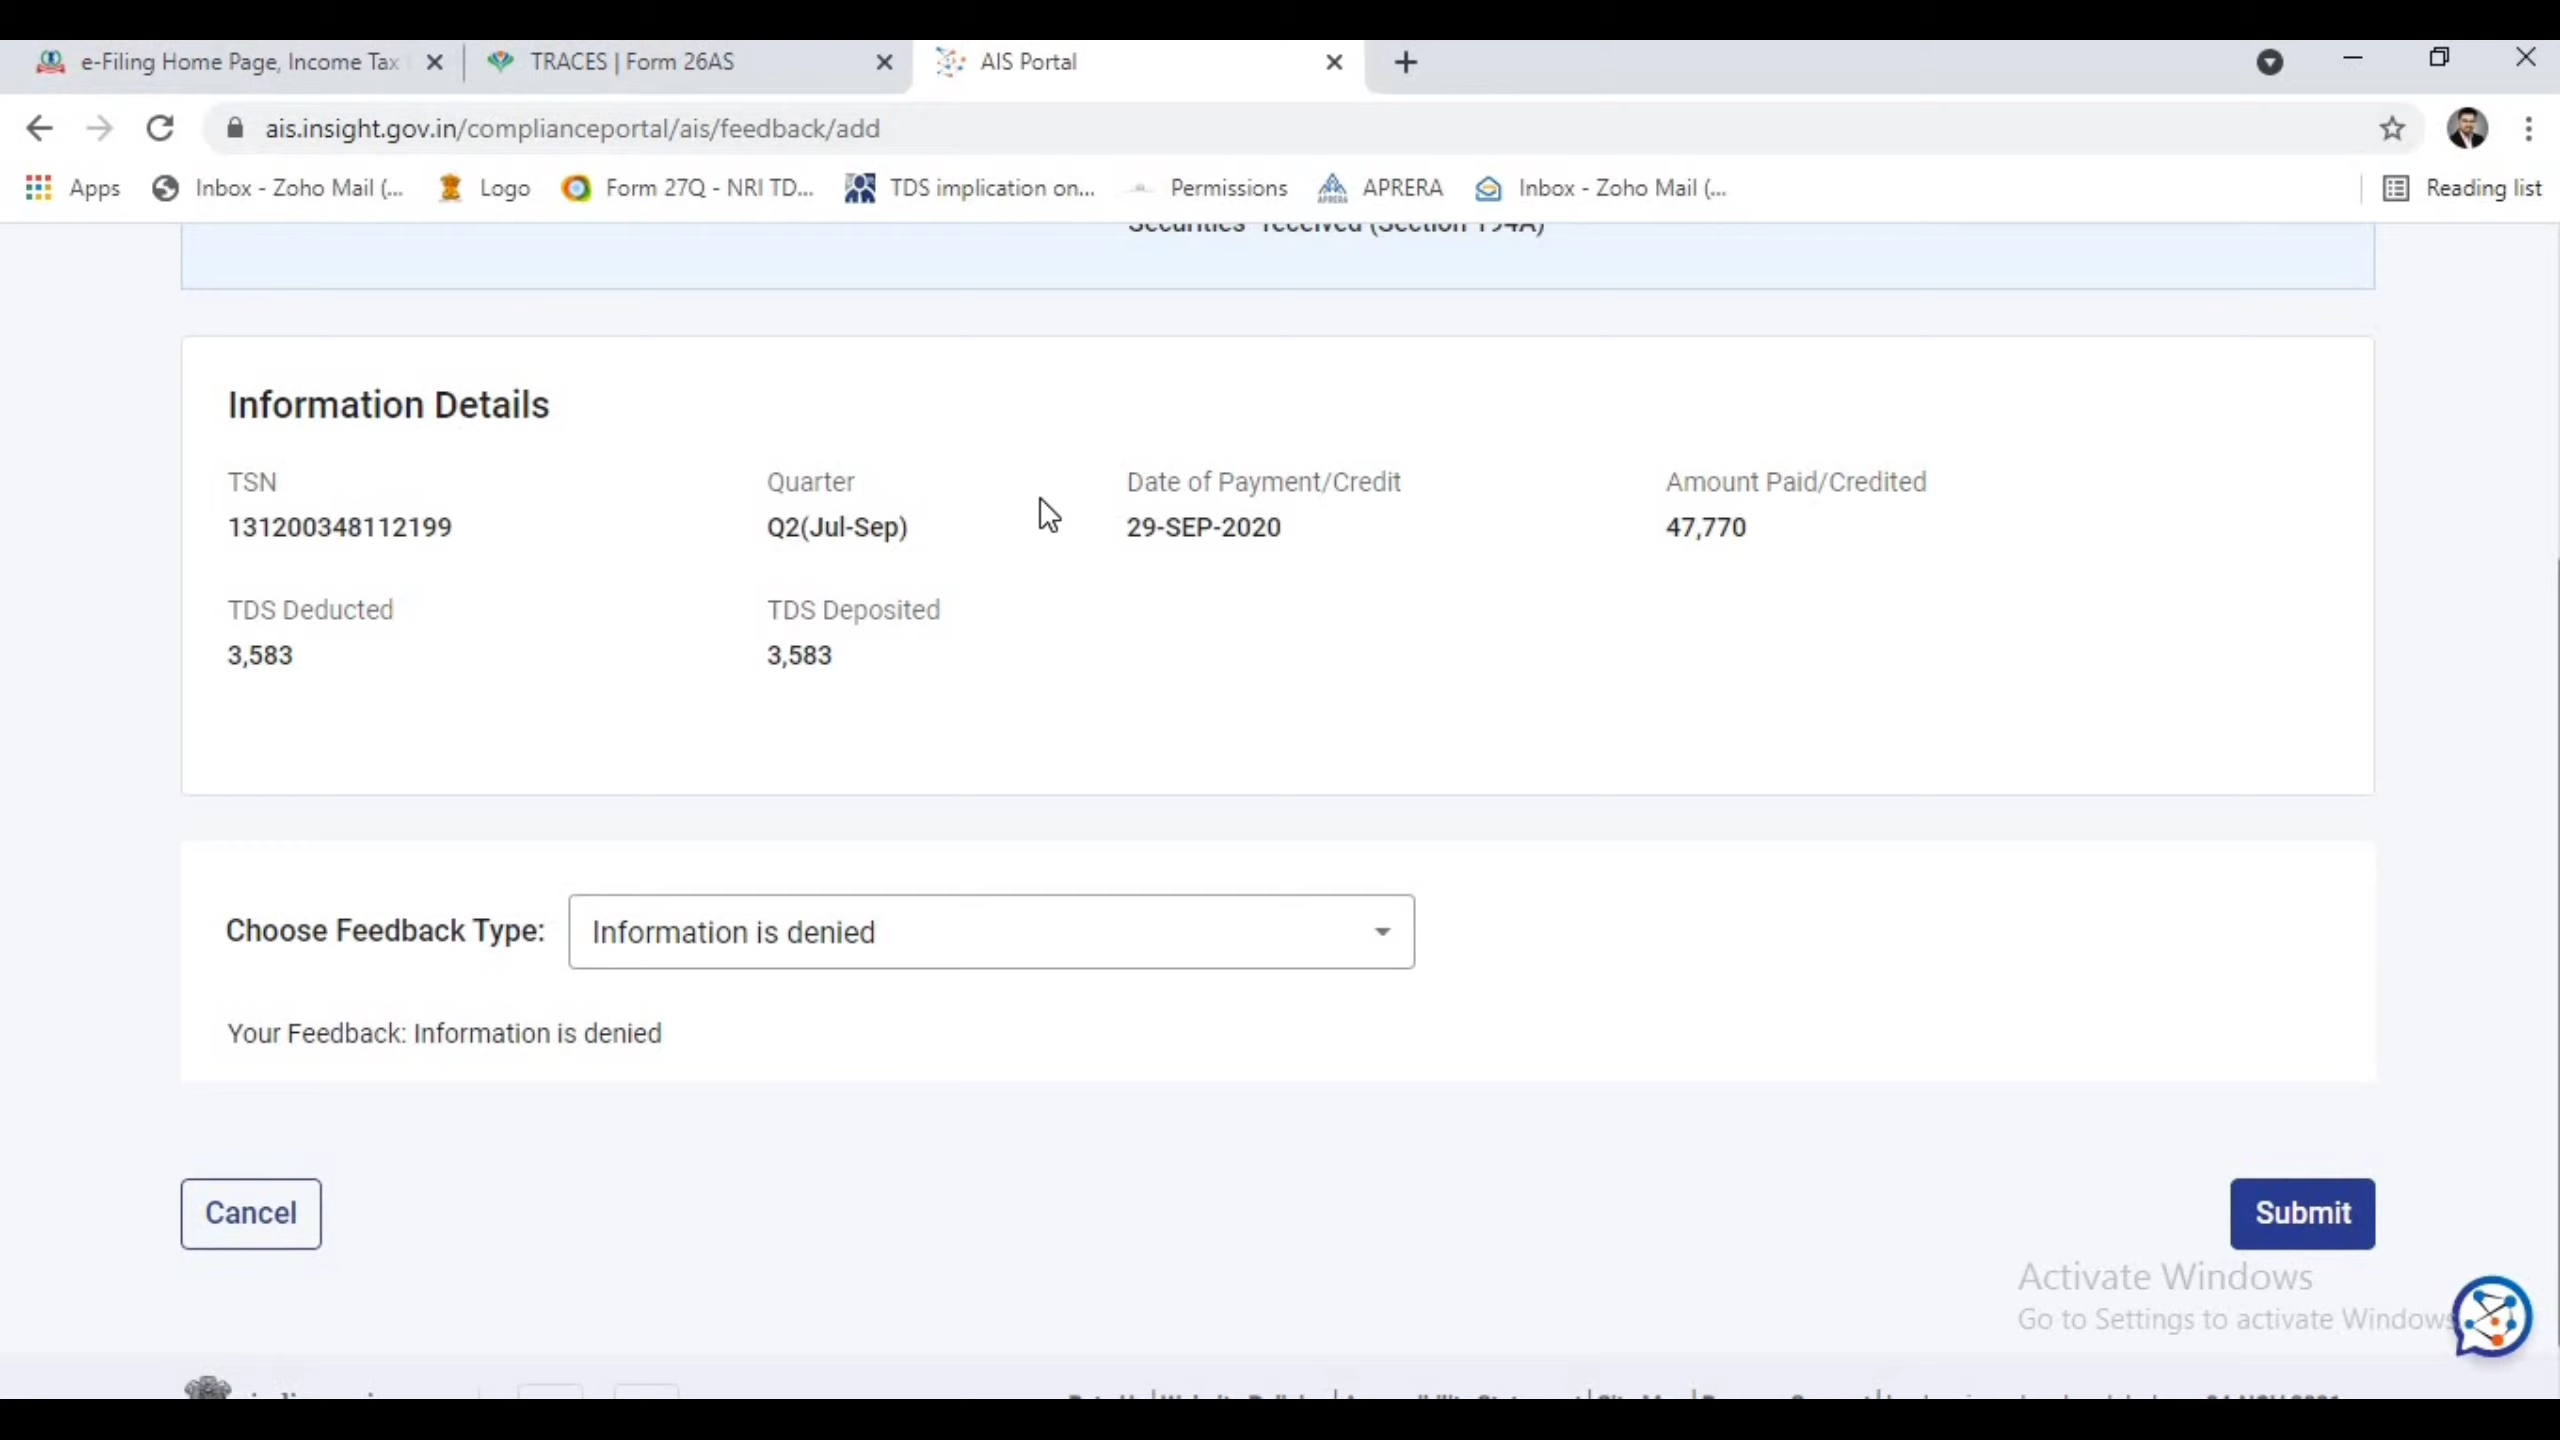 e-Filing Home Page, Income Tax
TRACES | Form 26AS
AIS Portal
ais.insight.gov.in/complianceportal/ais/feedback/add
Apps
Inbox - Zoho Mail (...
Logo
Form 27Q - NRI TD...
TDS implication on...
Permissions
APRERA
Inbox - Zoho Mail (...
Reading list
Securities" received (Section 194A)
Information Details
TSN
Quarter
Date of Payment/Credit
Amount Paid/Credited
131200348112199
Q2(Jul-Sep)
29-SEP-2020
47,770
TDS Deducted
TDS Deposited
3,583
3,583
Choose Feedback Type:
Information is denied
Your Feedback: Information is denied
Cancel
Submit
Activate Windows
Go to Settings to activate Windows